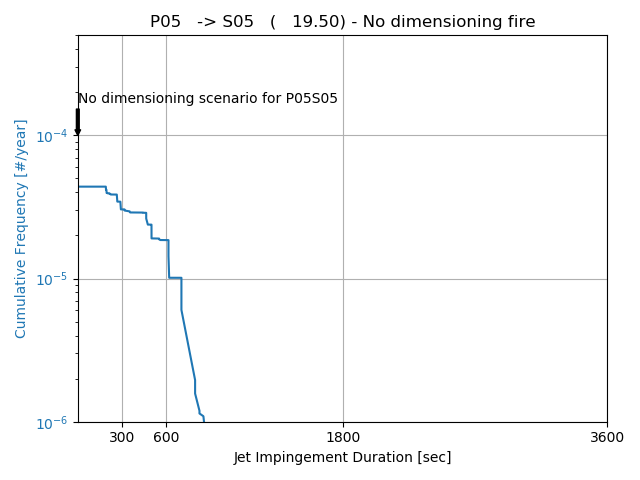 P05 -> S05 ( 19.50) - No dimensioning fire
No dimensioning scenario for P05S05
Cumulative Frequency [#/year]
10⁻⁴
10⁻⁵
10⁻⁶
300 600 1800 3600
Jet Impingement Duration [sec]